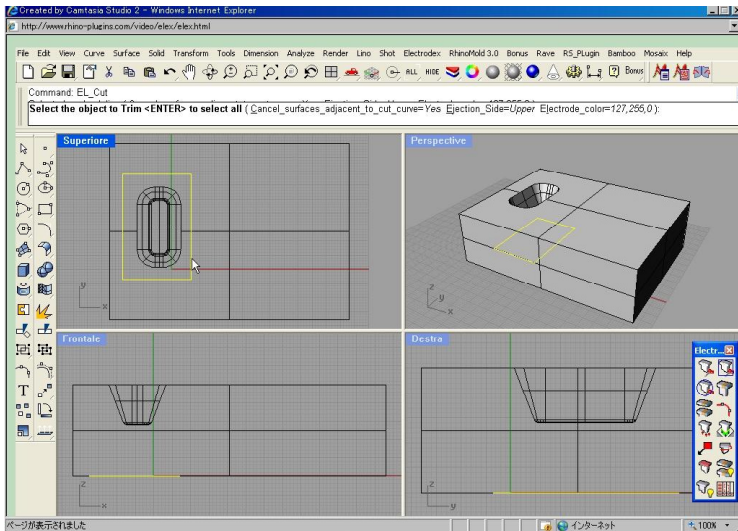 Created by Camtasia Studio 2 - Windows Internet Explorer
http://www.rhino-plugins.com/video/elex/elex.html
File Edit View Curve Surface Solid Transform Tools Dimension Analyze Render Lino Shot Electrodex RhinoMold 3.0 Bonus Rave RS_PLugin Bamboo Mosaix Help
ALL HIDE Bonus
Command: EL_Cut
Select the object to Trim <ENTER> to select all ( Cancel_surfaces_adjacent_to_cut_curve=Yes Ejection_Side=Upper Electrode_color=127,255,0 ):
Superiore
Perspective
y
x
z
y
x
Frontale
Destra
Electr...
T
z
x
z
y
ページが表示されました
インターネット
100%